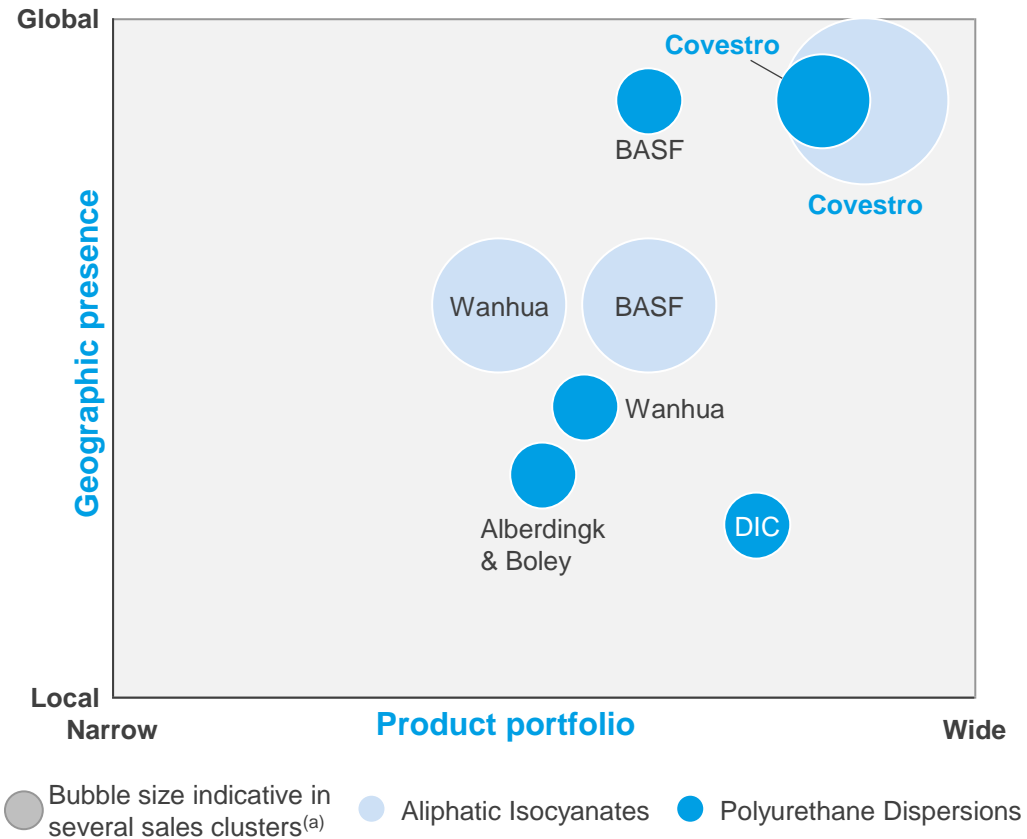 Global
Covestro
BASF
Covestro
Geographic presence
Wanhua
BASF
Wanhua
Alberdingk
& Boley
DIC
Local
Narrow
Product portfolio
Wide
Bubble size indicative in
several sales clusters(a)
Aliphatic Isocyanates
Polyurethane Dispersions